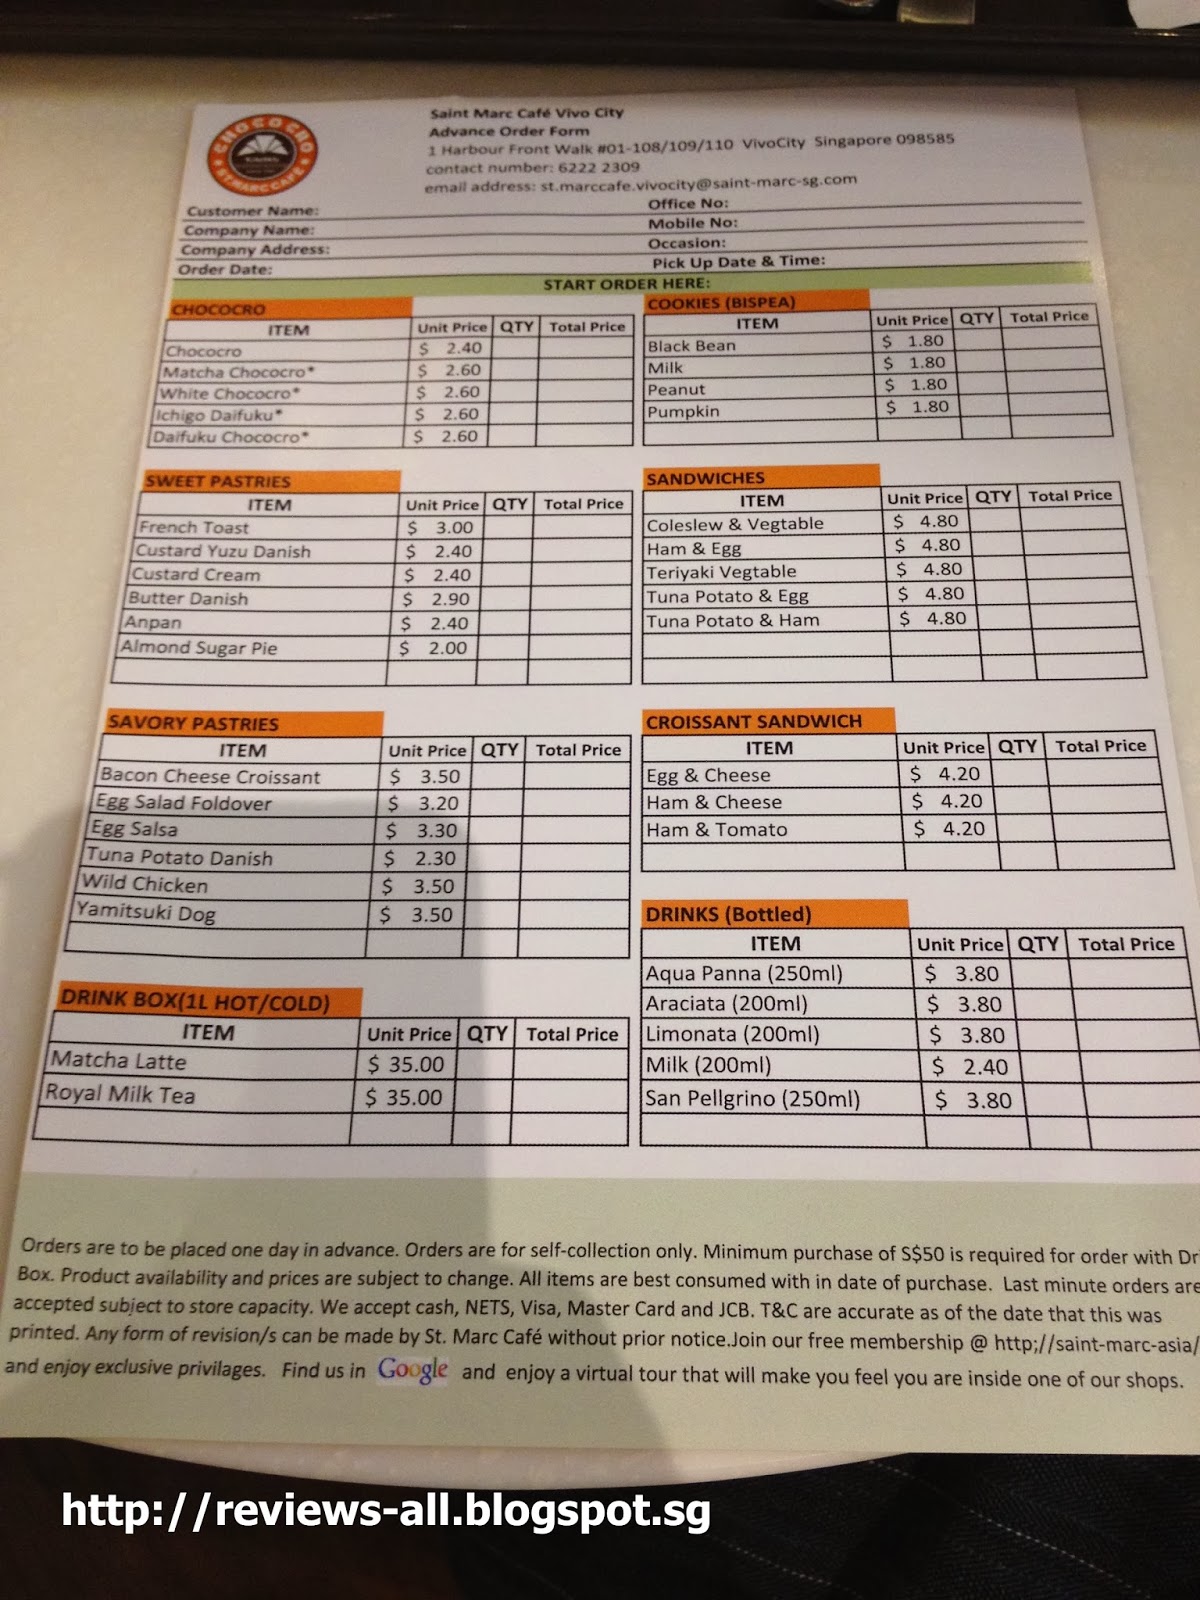 CHOCOCRO
ST.MARC CAFÉ
Saint Marc Café Vivo City
Advance Order Form
1 Harbour Front Walk #01-108/109/110 VivoCity Singapore 098585
contact number: 6222 2309
email address: st.marccafe.vivocity@saint-marc-sg.com
Customer Name: Office No:
Company Name: Mobile No:
Company Address: Occasion:
Order Date: Pick Up Date & Time:
START ORDER HERE:
CHOCOCRO
ITEM Unit Price QTY Total Price
Chococro $ 2.40
Matcha Chococro* $ 2.60
White Chococro* $ 2.60
Ichigo Daifuku* $ 2.60
Daifuku Chococro* $ 2.60
COOKIES (BISPEA)
ITEM Unit Price QTY Total Price
Black Bean $ 1.80
Milk $ 1.80
Peanut $ 1.80
Pumpkin $ 1.80
SWEET PASTRIES
ITEM Unit Price QTY Total Price
French Toast $ 3.00
Custard Yuzu Danish $ 2.40
Custard Cream $ 2.40
Butter Danish $ 2.90
Anpan $ 2.40
Almond Sugar Pie $ 2.00
SANDWICHES
ITEM Unit Price QTY Total Price
Coleslew & Vegtable $ 4.80
Ham & Egg $ 4.80
Teriyaki Vegtable $ 4.80
Tuna Potato & Egg $ 4.80
Tuna Potato & Ham $ 4.80
SAVORY PASTRIES
ITEM Unit Price QTY Total Price
Bacon Cheese Croissant $ 3.50
Egg Salad Foldover $ 3.20
Egg Salsa $ 3.30
Tuna Potato Danish $ 2.30
Wild Chicken $ 3.50
Yamitsuki Dog $ 3.50
CROISSANT SANDWICH
ITEM Unit Price QTY Total Price
Egg & Cheese $ 4.20
Ham & Cheese $ 4.20
Ham & Tomato $ 4.20
DRINK BOX(1L HOT/COLD)
ITEM Unit Price QTY Total Price
Matcha Latte $ 35.00
Royal Milk Tea $ 35.00
DRINKS (Bottled)
ITEM Unit Price QTY Total Price
Aqua Panna (250ml) $ 3.80
Araciata (200ml) $ 3.80
Limonata (200ml) $ 3.80
Milk (200ml) $ 2.40
San Pellgrino (250ml) $ 3.80
Orders are to be placed one day in advance. Orders are for self-collection only. Minimum purchase of S$50 is required for order with Dri
Box. Product availability and prices are subject to change. All items are best consumed with in date of purchase. Last minute orders are
accepted subject to store capacity. We accept cash, NETS, Visa, Master Card and JCB. T&C are accurate as of the date that this was
printed. Any form of revision/s can be made by St. Marc Café without prior notice.Join our free membership @ http;//saint-marc-asia/
and enjoy exclusive privilages. Find us in Google and enjoy a virtual tour that will make you feel you are inside one of our shops.
http://reviews-all.blogspot.sg